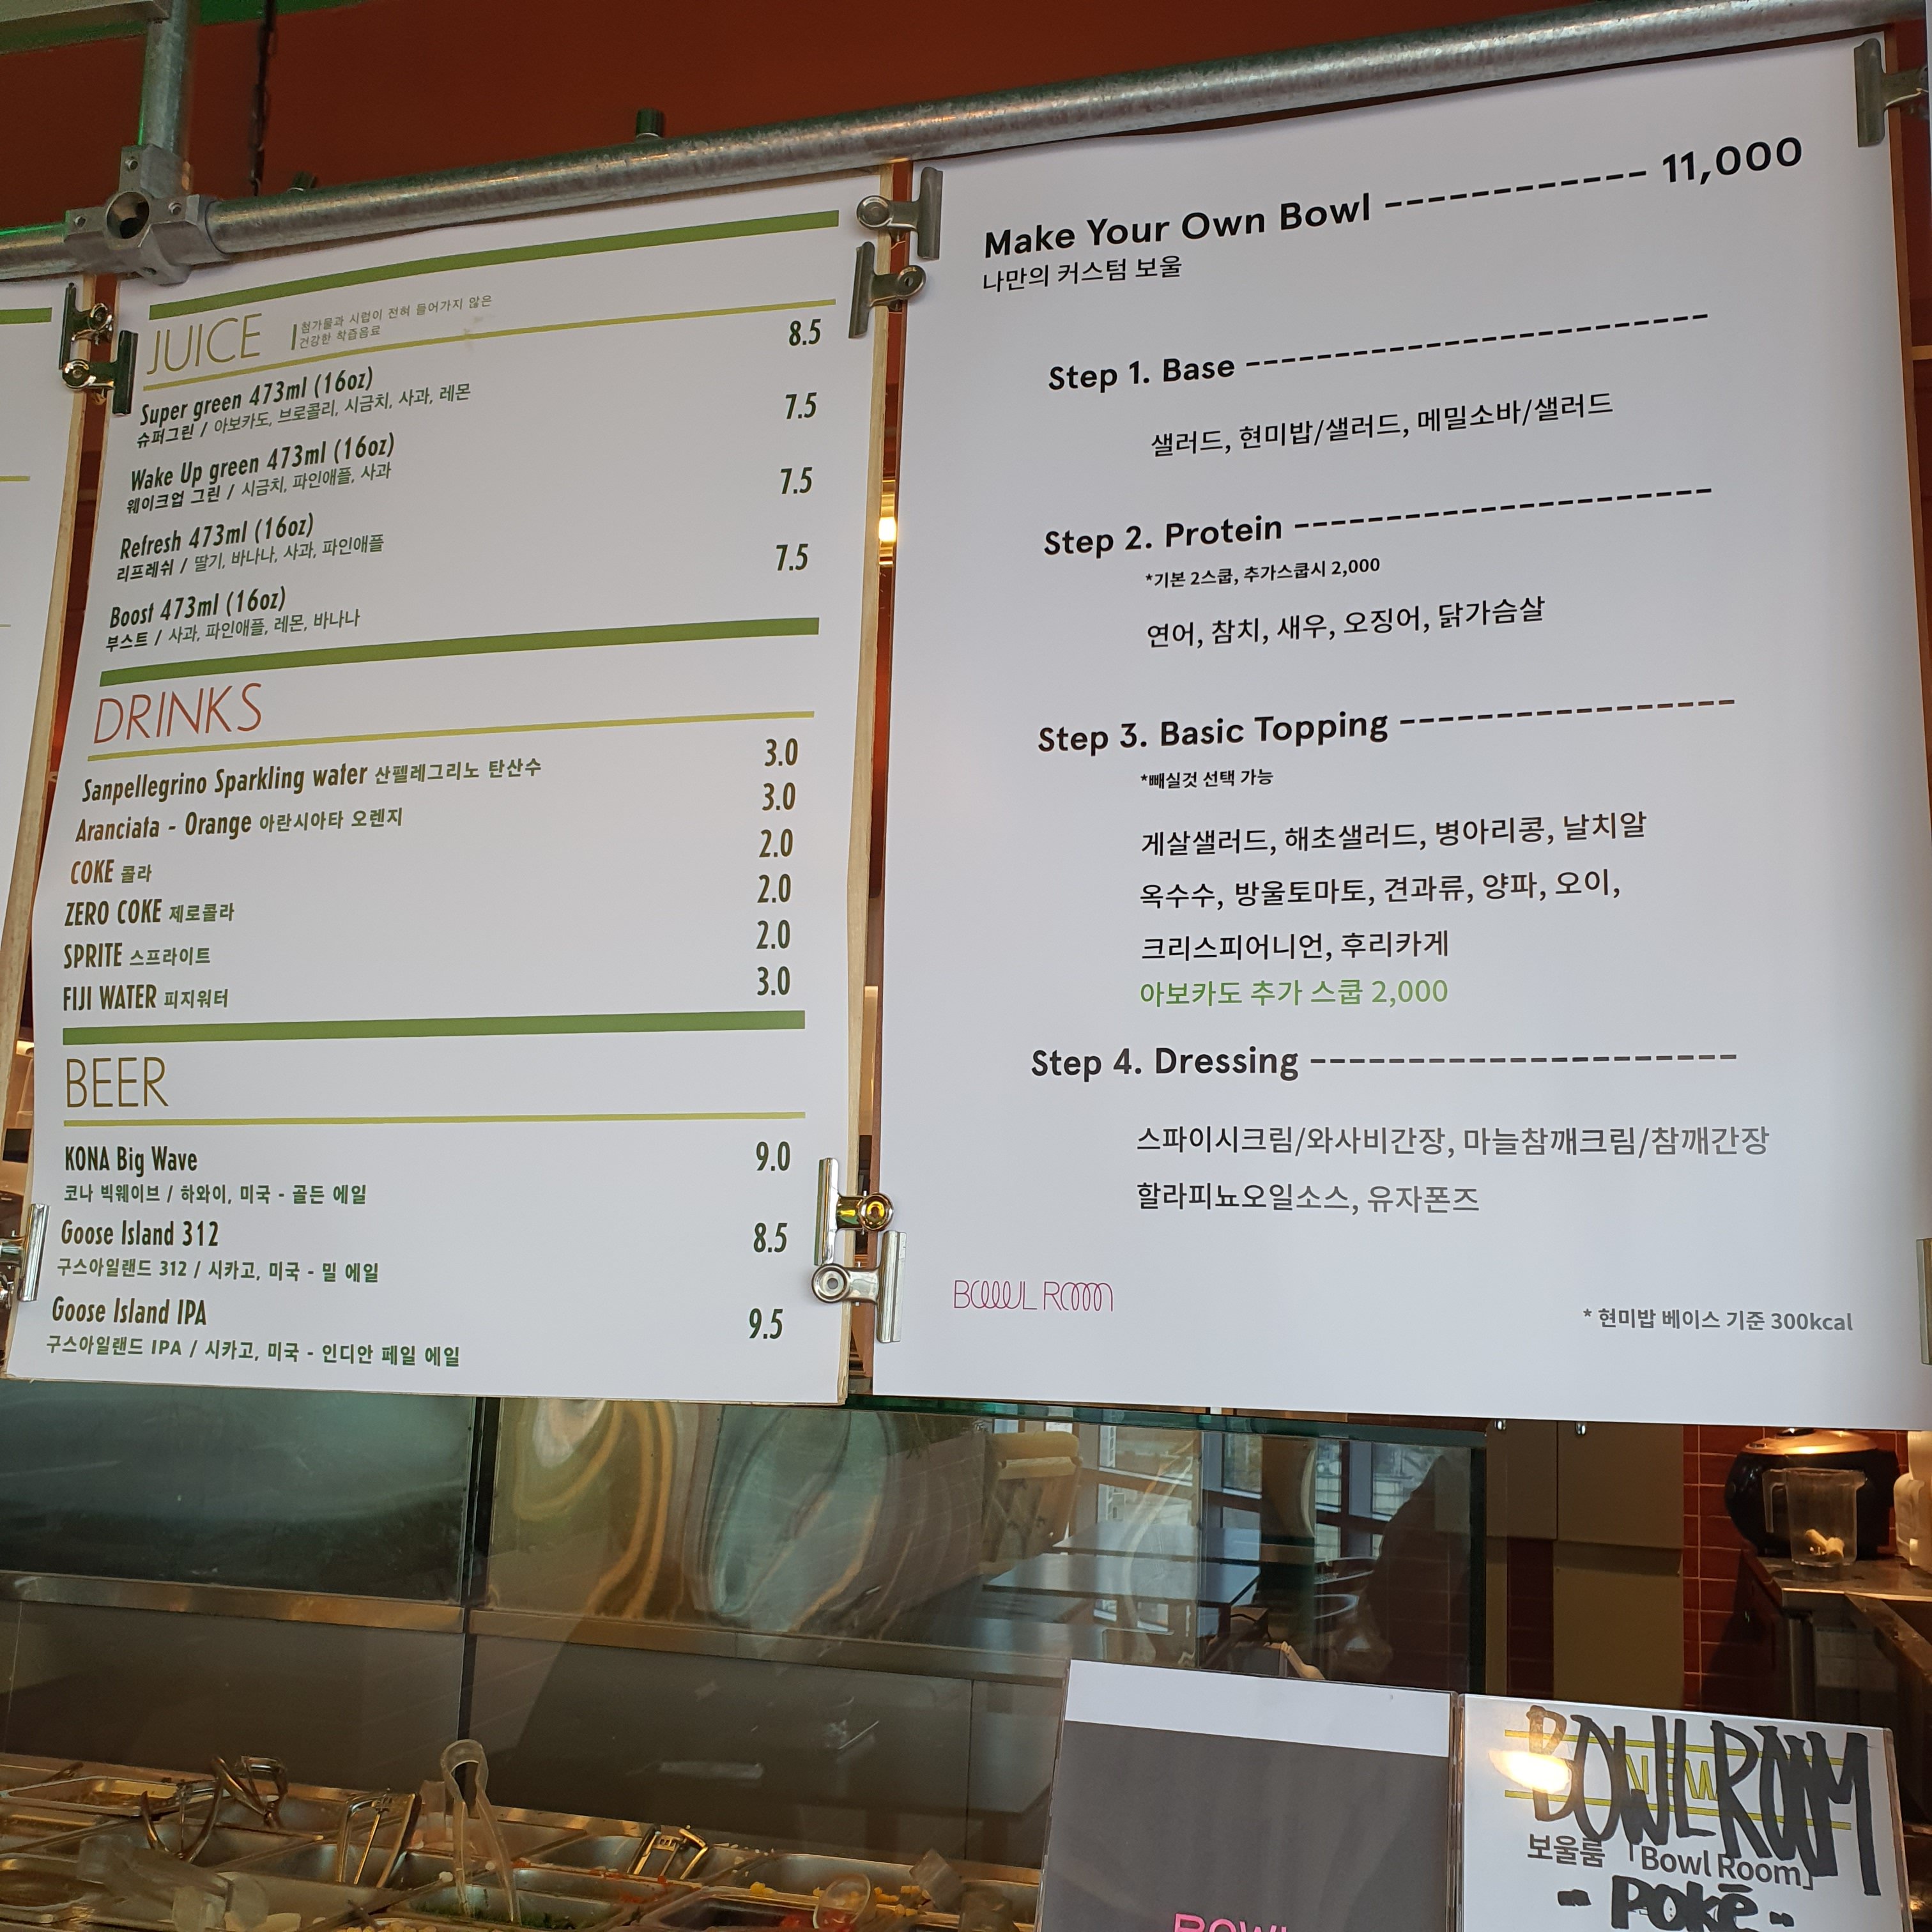 JUICE
첨가물과 시럽이 전혀 들어가지 않은
건강한 착즙음료
Super green 473ml (16oz) 8.5
슈퍼그린 / 아보카도, 브로콜리, 시금치, 사과, 레몬
Wake Up green 473ml (16oz) 7.5
웨이크업 그린 / 시금치, 파인애플, 사과
Refresh 473ml (16oz) 7.5
리프레쉬 / 딸기, 바나나, 사과, 파인애플
Boost 473ml (16oz) 7.5
부스트 / 사과, 파인애플, 레몬, 바나나
DRINKS
Sanpellegrino Sparkling water 산펠레그리노 탄산수 3.0
Aranciata - Orange 아란시아타 오렌지 3.0
COKE 콜라 2.0
ZERO COKE 제로콜라 2.0
SPRITE 스프라이트 2.0
FIJI WATER 피지워터 3.0
BEER
KONA Big Wave 9.0
코나 빅웨이브 / 하와이, 미국 - 골든 에일
Goose Island 312 8.5
구스아일랜드 312 / 시카고, 미국 - 밀 에일
Goose Island IPA 9.5
구스아일랜드 IPA / 시카고, 미국 - 인디안 페일 에일
Make Your Own Bowl ------------ 11,000
나만의 커스텀 보울
Step 1. Base --------------------------
샐러드, 현미밥/샐러드, 메밀소바/샐러드
Step 2. Protein ----------------------
*기본 2스쿱, 추가스쿱시 2,000
연어, 참치, 새우, 오징어, 닭가슴살
Step 3. Basic Topping -----------------
*빼실것 선택 가능
게살샐러드, 해초샐러드, 병아리콩, 날치알
옥수수, 방울토마토, 견과류, 양파, 오이,
크리스피어니언, 후리카게
아보카도 추가 스쿱 2,000
Step 4. Dressing ----------------------
스파이시크림/와사비간장, 마늘참깨크림/참깨간장
할라피뇨오일소스, 유자폰즈
BOWL ROOM
* 현미밥 베이스 기준 300kcal
BOWL
BOWLROOM
보울룸 「Bowl Room」
- Poke -